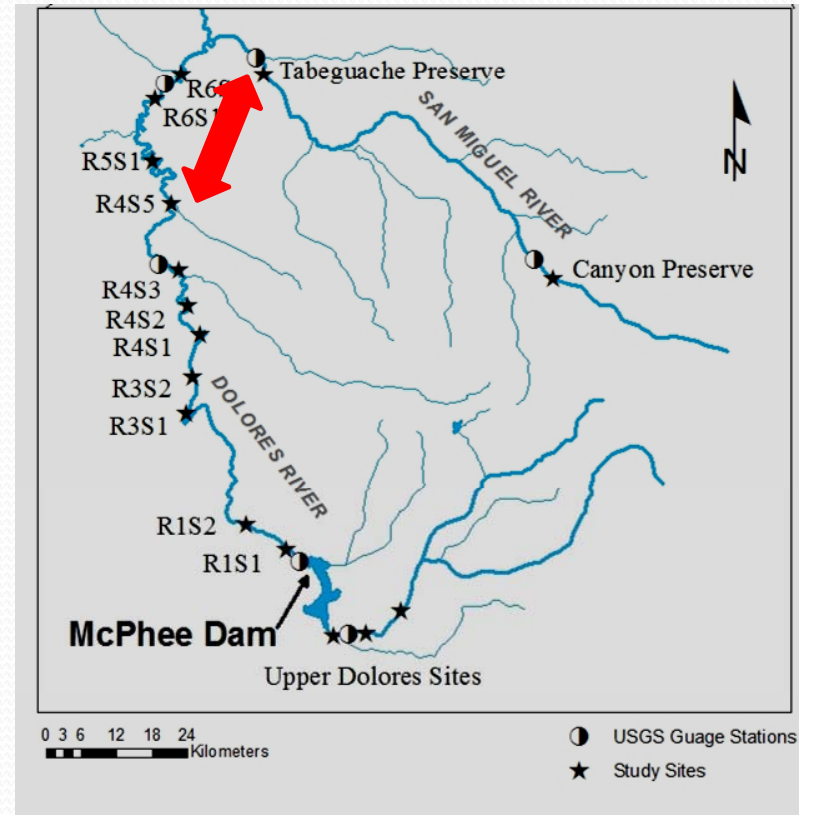 Tabeguache Preserve
R6S1
R5S1
R4S5
SAN MIGUEL RIVER
N
Canyon Preserve
R4S3
R4S2
R4S1
R3S2
R3S1
DOLORES RIVER
R1S2
R1S1
McPhee Dam
Upper Dolores Sites
0 3 6 12 18 24
Kilometers
USGS Guage Stations
Study Sites